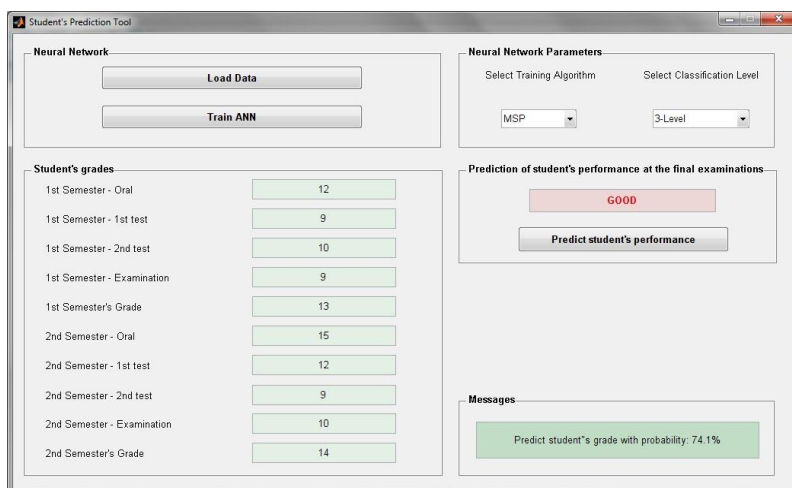 Student's Prediction Tool
Neural Network
Load Data
Train ANN
Neural Network Parameters
Select Training Algorithm
Select Classification Level
MSP
3-Level
Student's grades
1st Semester - Oral 12
1st Semester - 1st test 9
1st Semester - 2nd test 10
1st Semester - Examination 9
1st Semester's Grade 13
2nd Semester - Oral 15
2nd Semester - 1st test 12
2nd Semester - 2nd test 9
2nd Semester - Examination 10
2nd Semester's Grade 14
Prediction of student's performance at the final examinations
GOOD
Predict student's performance
Messages
Predict student"s grade with probability: 74.1%